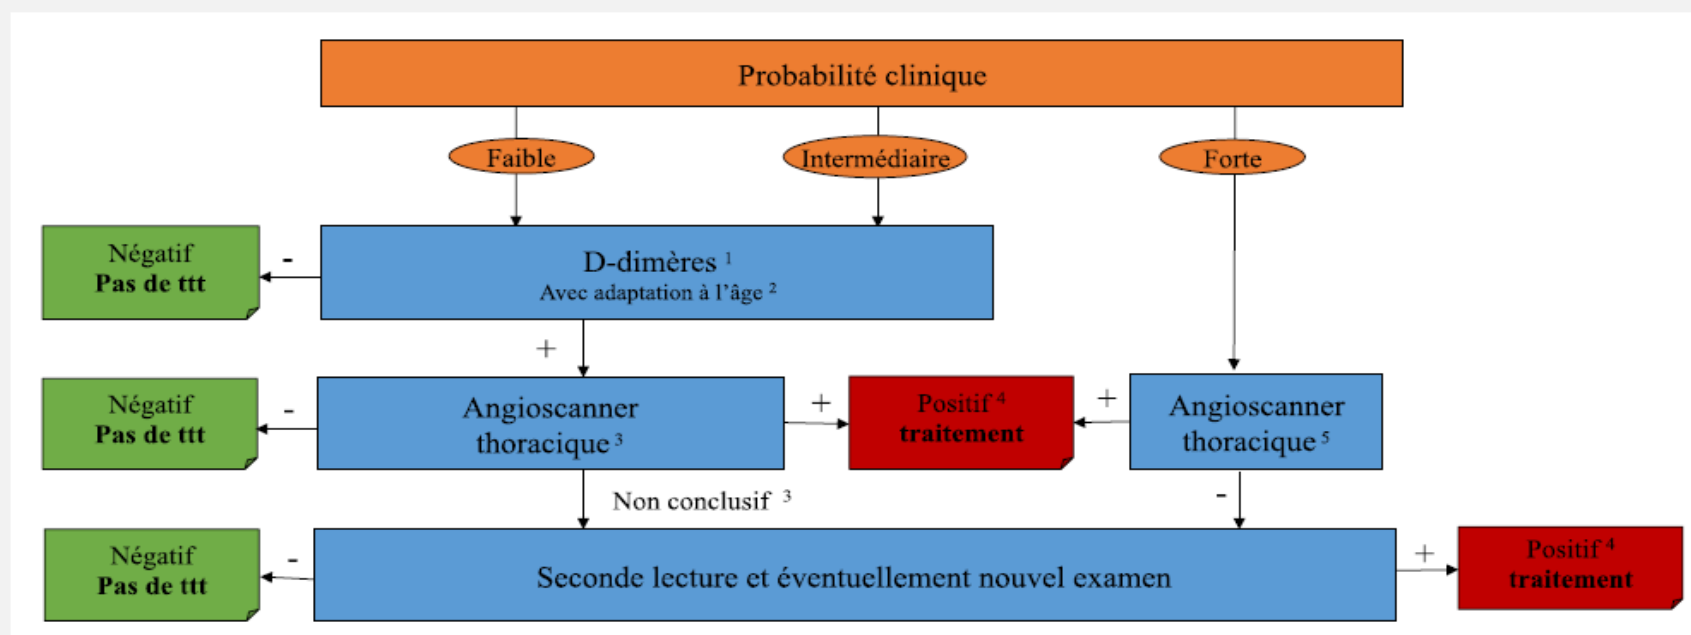 Probabilité clinique
Faible
Intermédiaire
Forte
Négatif
Pas de ttt
-
D-dimères ¹
Avec adaptation à l'âge ²
+
Négatif
Pas de ttt
-
Angioscanner
thoracique ³
+
Positif ⁴
traitement
+
Angioscanner
thoracique ⁵
Non conclusif ³
-
Négatif
Pas de ttt
-
Seconde lecture et éventuellement nouvel examen
+
Positif ⁴
traitement